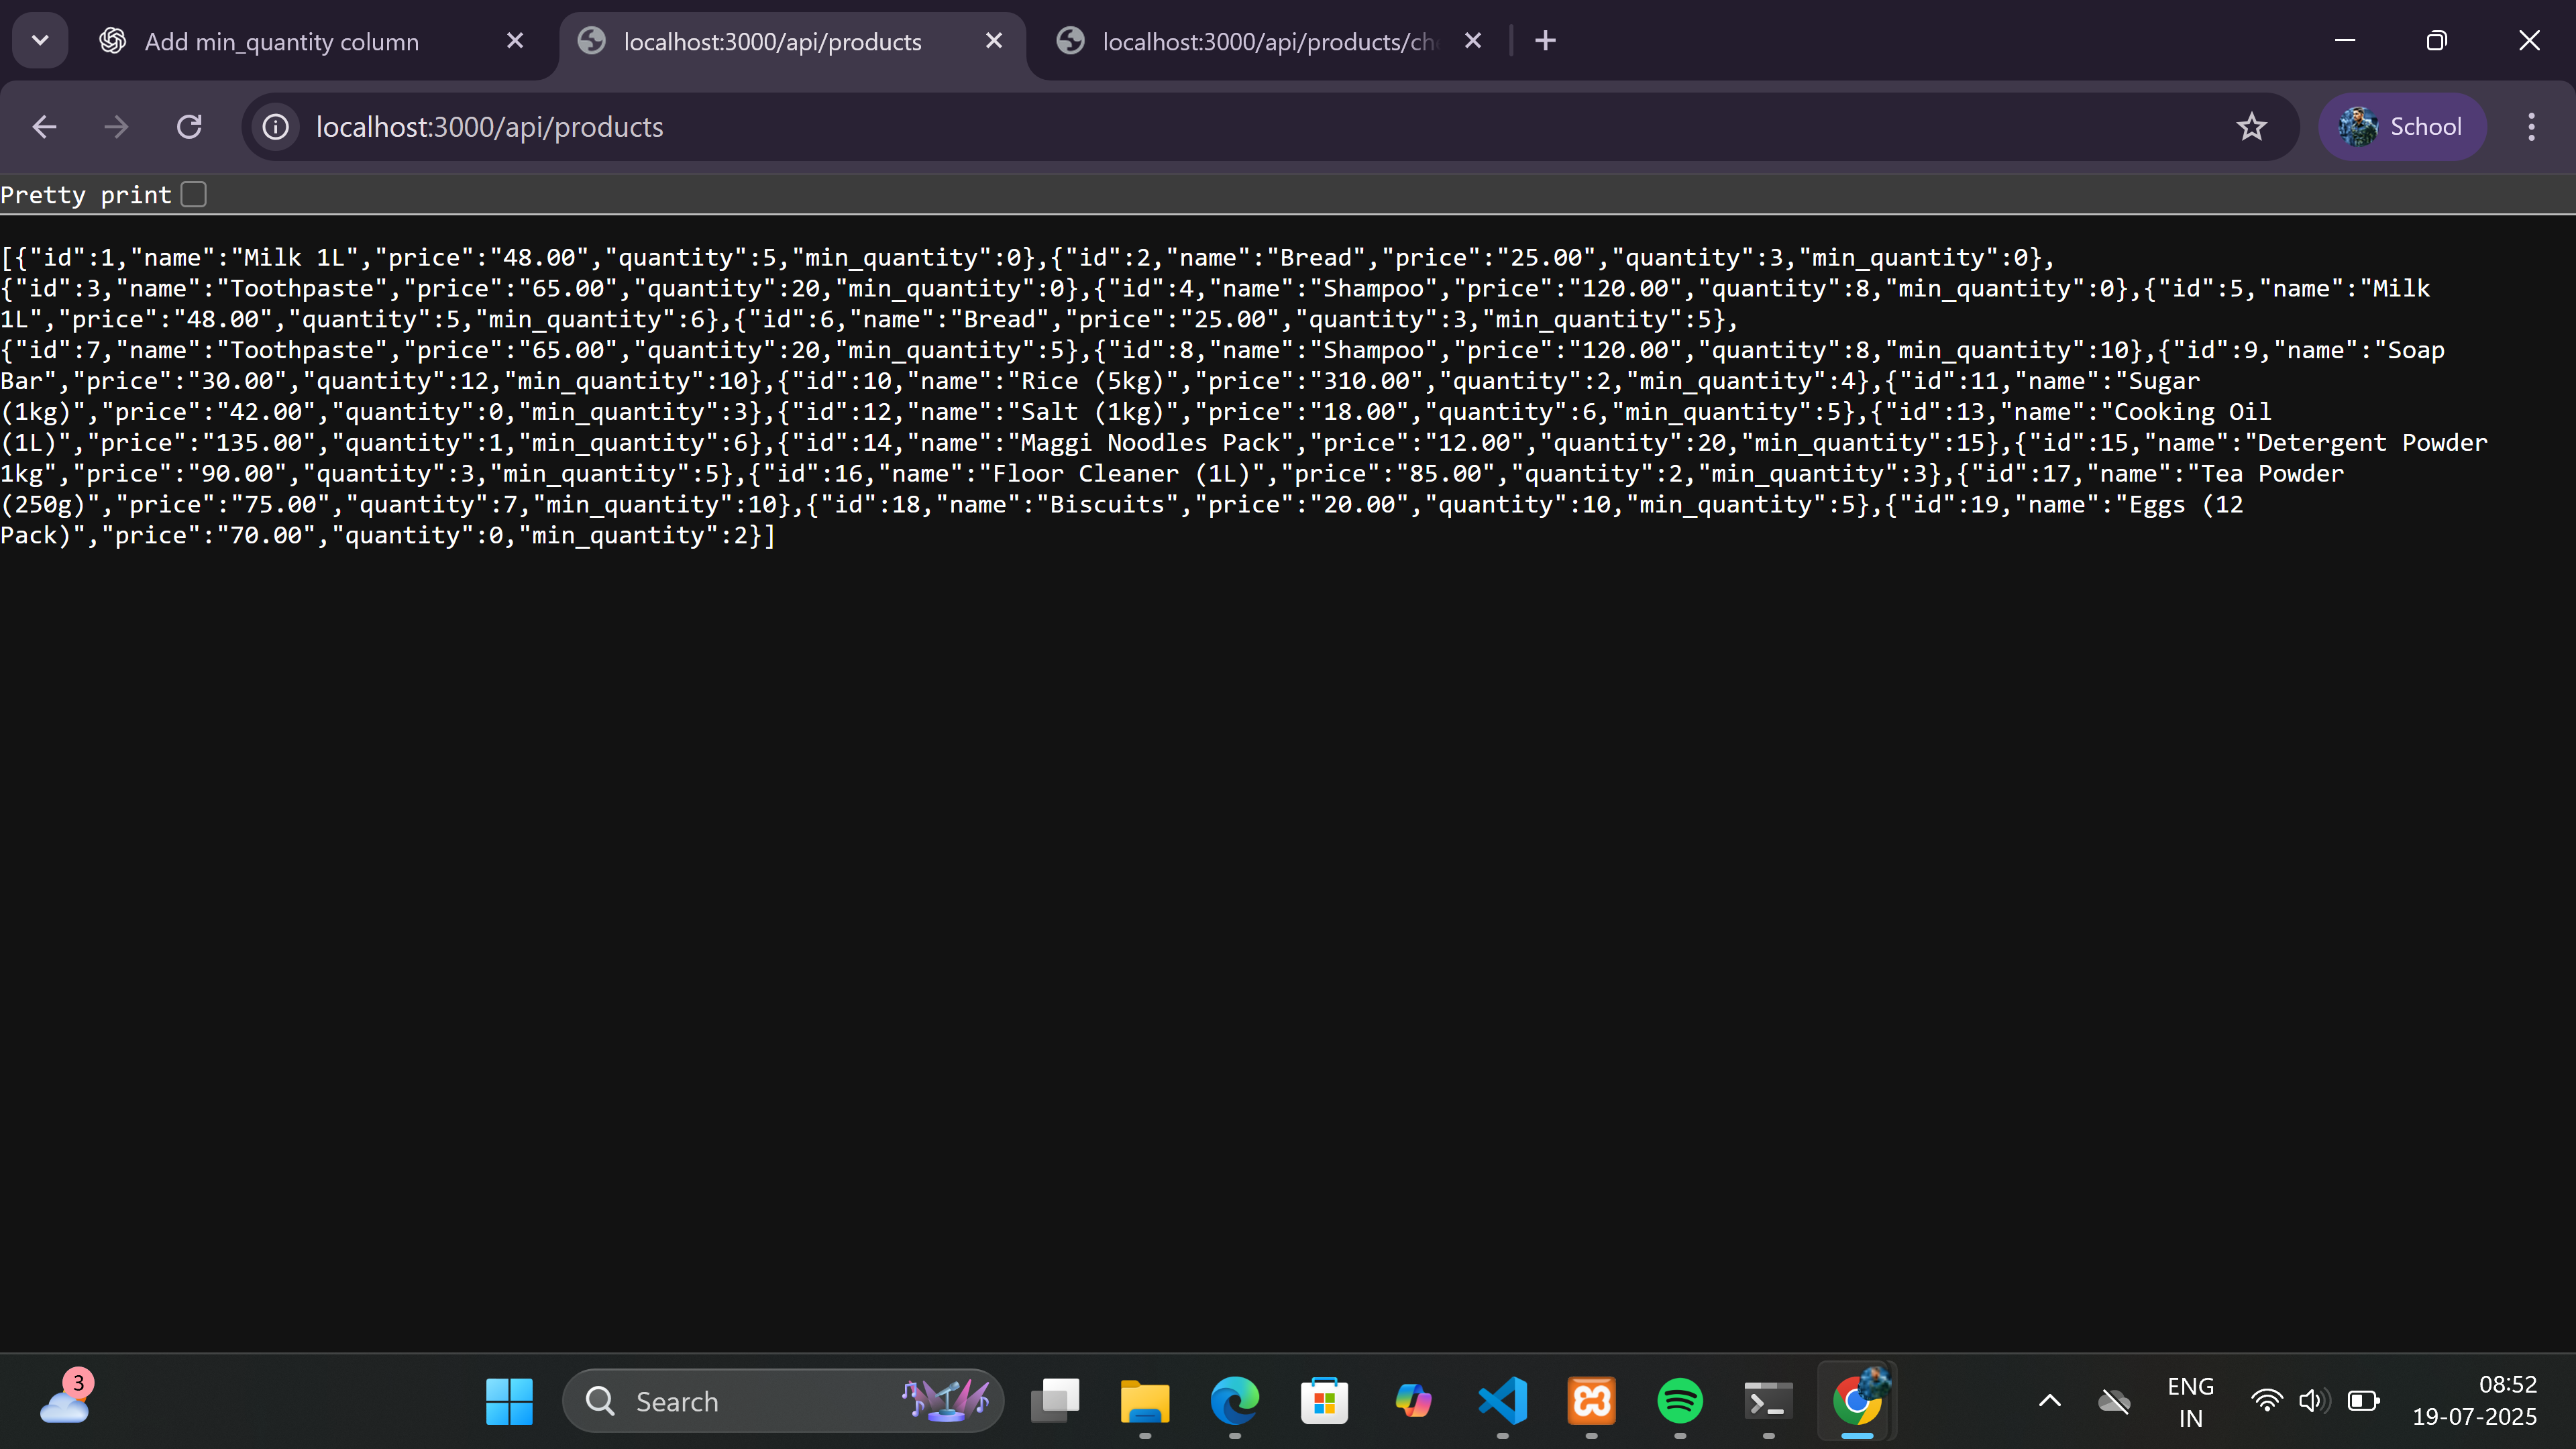 Add min_quantity column
localhost:3000/api/products
localhost:3000/api/products/ch
localhost:3000/api/products
School
Pretty print
[{"id":1,"name":"Milk 1L","price":"48.00","quantity":5,"min_quantity":0},{"id":2,"name":"Bread","price":"25.00","quantity":3,"min_quantity":0},
{"id":3,"name":"Toothpaste","price":"65.00","quantity":20,"min_quantity":0},{"id":4,"name":"Shampoo","price":"120.00","quantity":8,"min_quantity":0},{"id":5,"name":"Milk
1L","price":"48.00","quantity":5,"min_quantity":6},{"id":6,"name":"Bread","price":"25.00","quantity":3,"min_quantity":5},
{"id":7,"name":"Toothpaste","price":"65.00","quantity":20,"min_quantity":5},{"id":8,"name":"Shampoo","price":"120.00","quantity":8,"min_quantity":10},{"id":9,"name":"Soap
Bar","price":"30.00","quantity":12,"min_quantity":10},{"id":10,"name":"Rice (5kg)","price":"310.00","quantity":2,"min_quantity":4},{"id":11,"name":"Sugar
(1kg)","price":"42.00","quantity":0,"min_quantity":3},{"id":12,"name":"Salt (1kg)","price":"18.00","quantity":6,"min_quantity":5},{"id":13,"name":"Cooking Oil
(1L)","price":"135.00","quantity":1,"min_quantity":6},{"id":14,"name":"Maggi Noodles Pack","price":"12.00","quantity":20,"min_quantity":15},{"id":15,"name":"Detergent Powder
1kg","price":"90.00","quantity":3,"min_quantity":5},{"id":16,"name":"Floor Cleaner (1L)","price":"85.00","quantity":2,"min_quantity":3},{"id":17,"name":"Tea Powder
(250g)","price":"75.00","quantity":7,"min_quantity":10},{"id":18,"name":"Biscuits","price":"20.00","quantity":10,"min_quantity":5},{"id":19,"name":"Eggs (12
Pack)","price":"70.00","quantity":0,"min_quantity":2}]
3
Search
ENG
IN
08:52
19-07-2025